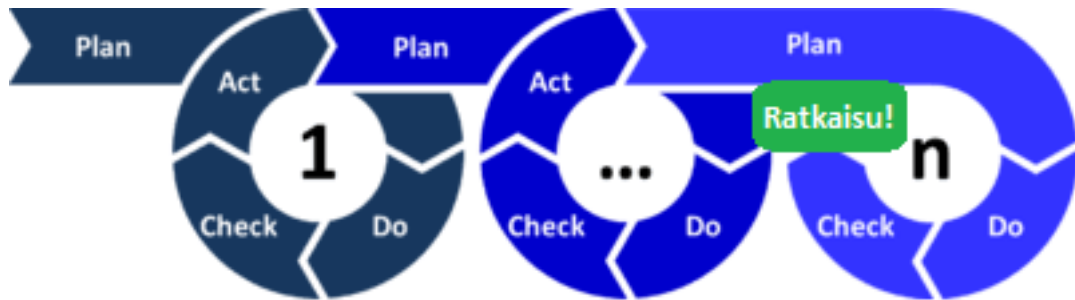 Plan
Act
1
Do
Check
Plan
Act
...
Do
Check
Plan
Ratkaisu!
n
Do
Check